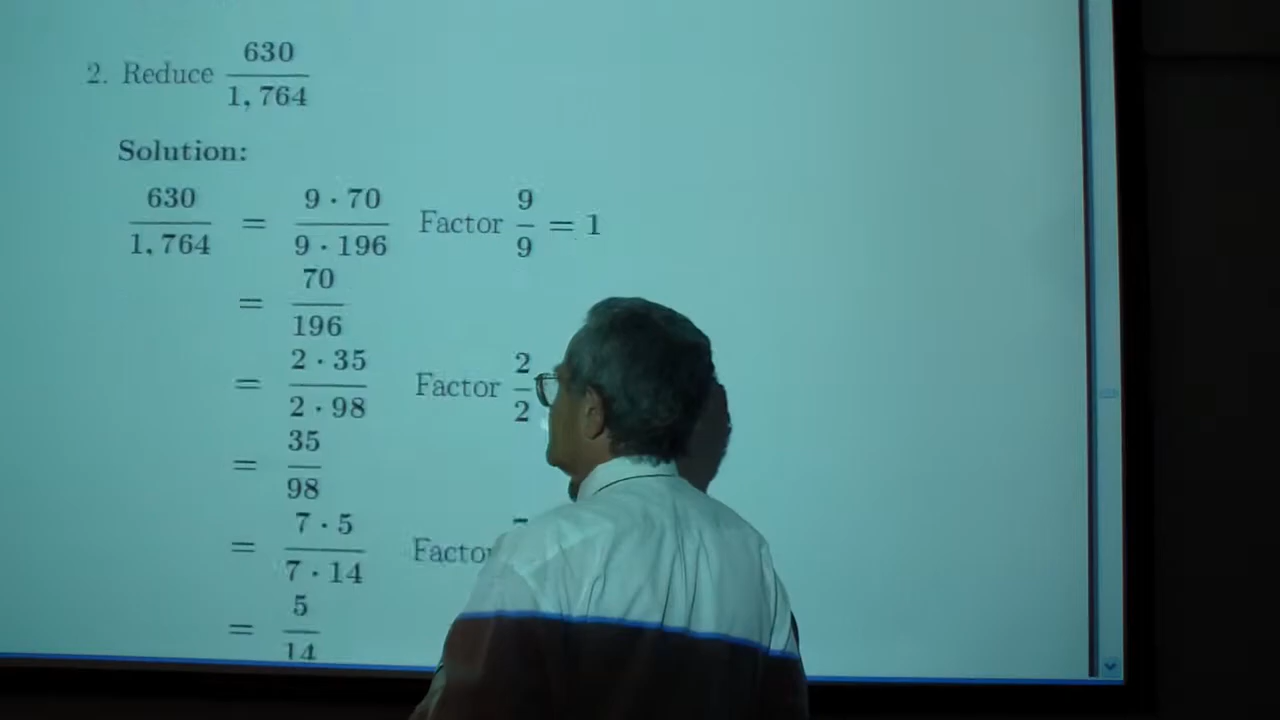 2. Reduce 630/1,764
Solution:
630/1,764 = 9 · 70/9 · 196 Factor 9/9 = 1
= 70/196
= 2 · 35/2 · 98 Factor 2/2
= 35/98
= 7 · 5/7 · 14 Factor
= 5/14